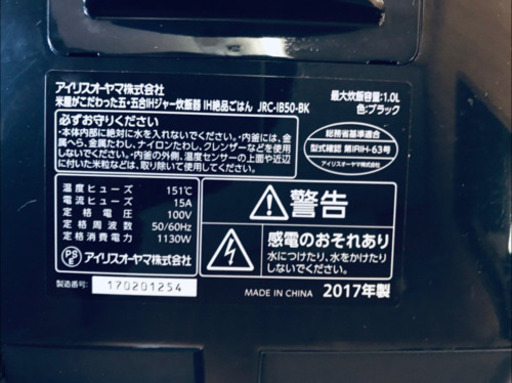 アイリスオーヤマ株式会社
米屋がこだわった五・五合IHジャー炊飯器 IH絶品ごはん JRC-IB50-BK
最大炊飯容量:1.0L
色:ブラック
必ずお守りください
・本体内部に絶対に水を入れないでください。・内釜には、金
属へら、金属たわし、ナイロンたわし、クレンザーなどの使用は
しないでください。・内釜の外側、温度センサーの上面や近辺
に付いた米粒などは、取り除いて使用してください。
総務省基準適合
型式確認 第IRIH-63号
アイリスオーヤマ株式会社
温度ヒューズ 151℃
電流ヒューズ 15A
定格電圧 100V
定格周波数 50/60Hz
定格消費電力 1130W
PSE アイリスオーヤマ株式会社
製造番号: 170201254
警告
感電のおそれあり
水につけたり、水をかけたり
しないでください。
MADE IN CHINA 2017年製